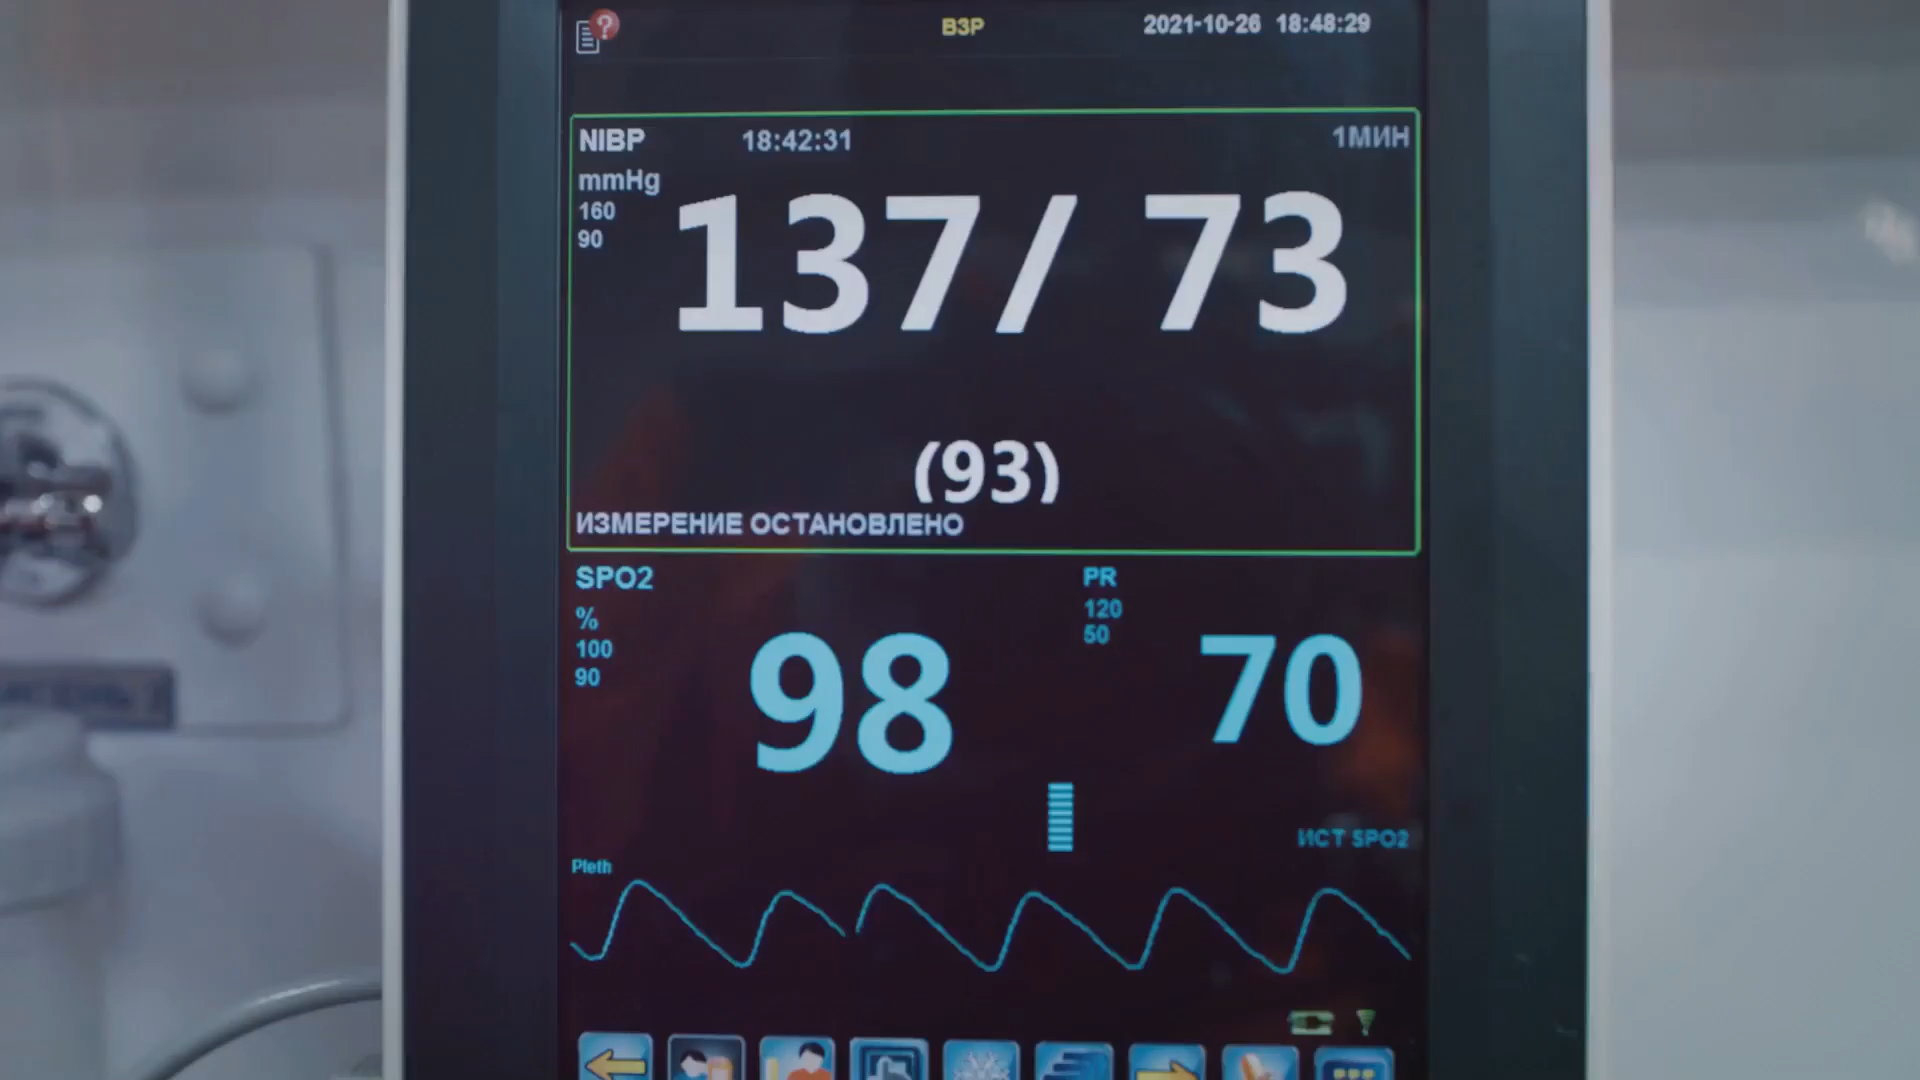 ?
ВЗР 2021-10-26 18:48:29
NIBP 18:42:31 1МИН
mmHg
160
90
137/ 73
(93)
ИЗМЕРЕНИЕ ОСТАНОВЛЕНО
SPO2
%
100
90
98
PR
120
50
70
ИСТ SPO2
Pleth